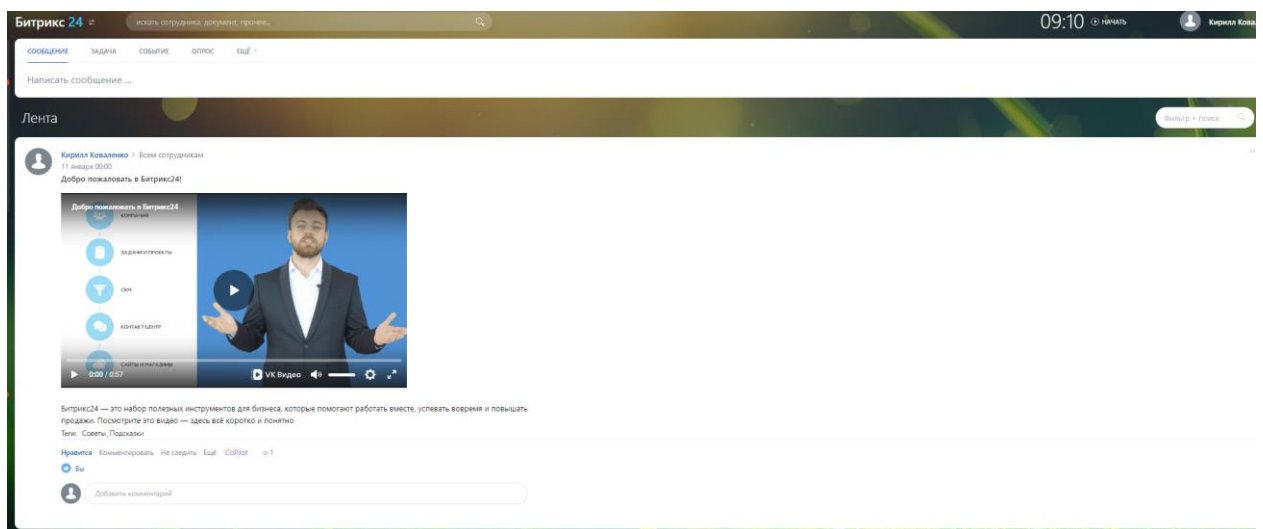 Битрикс 24
искать сотрудника, документ, прочее...
09:10 НАЧАТЬ
Кирилл Кова
СООБЩЕНИЕ ЗАДАЧА СОБЫТИЕ ОПРОС ЕЩЁ
Написать сообщение ...
Лента
Фильтр + поиск
Кирилл Коваленко > Всем сотрудникам
11 января 00:00
Добро пожаловать в Битрикс24!
Добро пожаловать в Битрикс24
КОМПАНИЯ
ЗАДАЧИ И ПРОЕКТЫ
CRM
КОНТАКТ-ЦЕНТР
САЙТЫ И МАГАЗИНЫ
0:00 / 0:57 VK Видео
Битрикс24 — это набор полезных инструментов для бизнеса, которые помогают работать вместе, успевать вовремя и повышать
продажи. Посмотрите это видео — здесь всё коротко и понятно
Теги: Советы, Подсказки
Нравится Комментировать Не следить Ещё CoPilot 1
Вы
Добавить комментарий